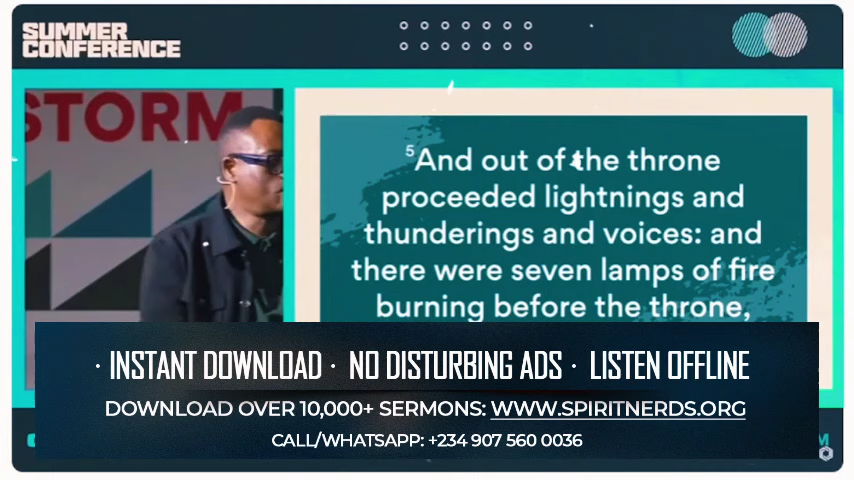 SUMMER
CONFERENCE
STORM
5And out of the throne
proceeded lightnings and
thunderings and voices: and
there were seven lamps of fire
burning before the throne,
· INSTANT DOWNLOAD · NO DISTURBING ADS · LISTEN OFFLINE
DOWNLOAD OVER 10,000+ SERMONS: WWW.SPIRITNERDS.ORG
CALL/WHATSAPP: +234 907 560 0036